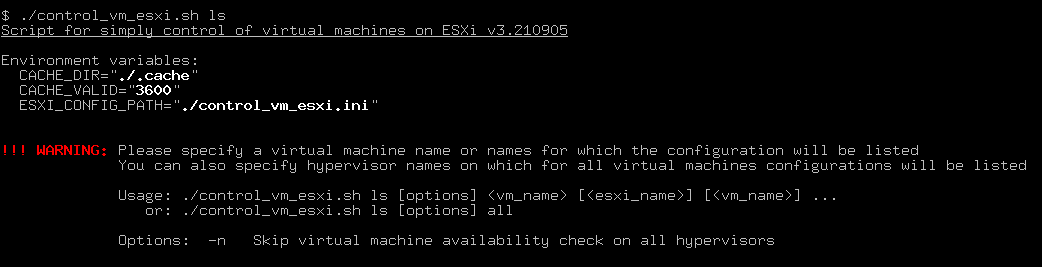 $ ./control_vm_esxi.sh ls
Script for simply control of virtual machines on ESXi v3.210905
Environment variables:
CACHE_DIR="./.cache"
CACHE_VALID="3600"
ESXI_CONFIG_PATH="./control_vm_esxi.ini"
!!! WARNING: Please specify a virtual machine name or names for which the configuration will be listed
You can also specify hypervisor names on which for all virtual machines configurations will be listed
Usage: ./control_vm_esxi.sh ls [options] <vm_name> [<esxi_name>] [<vm_name>] ...
or: ./control_vm_esxi.sh ls [options] all
Options: -n Skip virtual machine availability check on all hypervisors